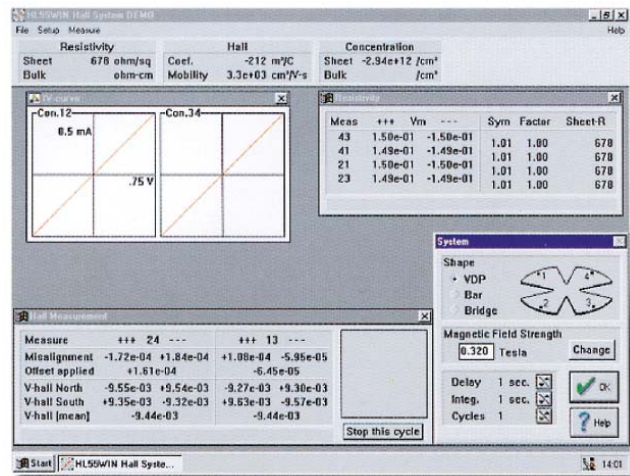 HL55WIN Hall System DEMO
File Setup Measure Help
Resistivity Hall Concentration
Sheet 678 ohm/sq Coef. -212 m²/C Sheet -2.94e+12 /cm²
Bulk ohm-cm Mobility 3.3e+03 cm²/V-s Bulk /cm³
IV-curve
Con.12 Con.34
0.5 mA
.75 V
Resistivity
Meas +++ Vm --- Sym Factor Sheet-R
43 1.50e-01 -1.50e-01 1.01 1.00 678
41 1.49e-01 -1.49e-01 1.01 1.00 678
21 1.50e-01 -1.50e-01 1.01 1.00 678
23 1.49e-01 -1.49e-01 1.01 1.00 678
System
Shape
VDP
Bar
Bridge
1 4
2 3
Magnetic Field Strength
0.320 Tesla Change
Delay 1 sec.
Integ. 1 sec.
Cycles 1
OK
Help
Hall Measurement
Measure +++ 24 --- +++ 13 ---
Misalignment -1.72e-04 +1.84e-04 +1.08e-04 -5.95e-05
Offset applied +1.61e-04 -6.45e-05
V-hall North -9.55e-03 +9.54e-03 -9.27e-03 +9.30e-03
V-hall South +9.35e-03 -9.32e-03 +9.63e-03 -9.57e-03
V-hall (mean) -9.44e-03 -9.44e-03
Stop this cycle
Start HL55WIN Hall Syste... 14:01